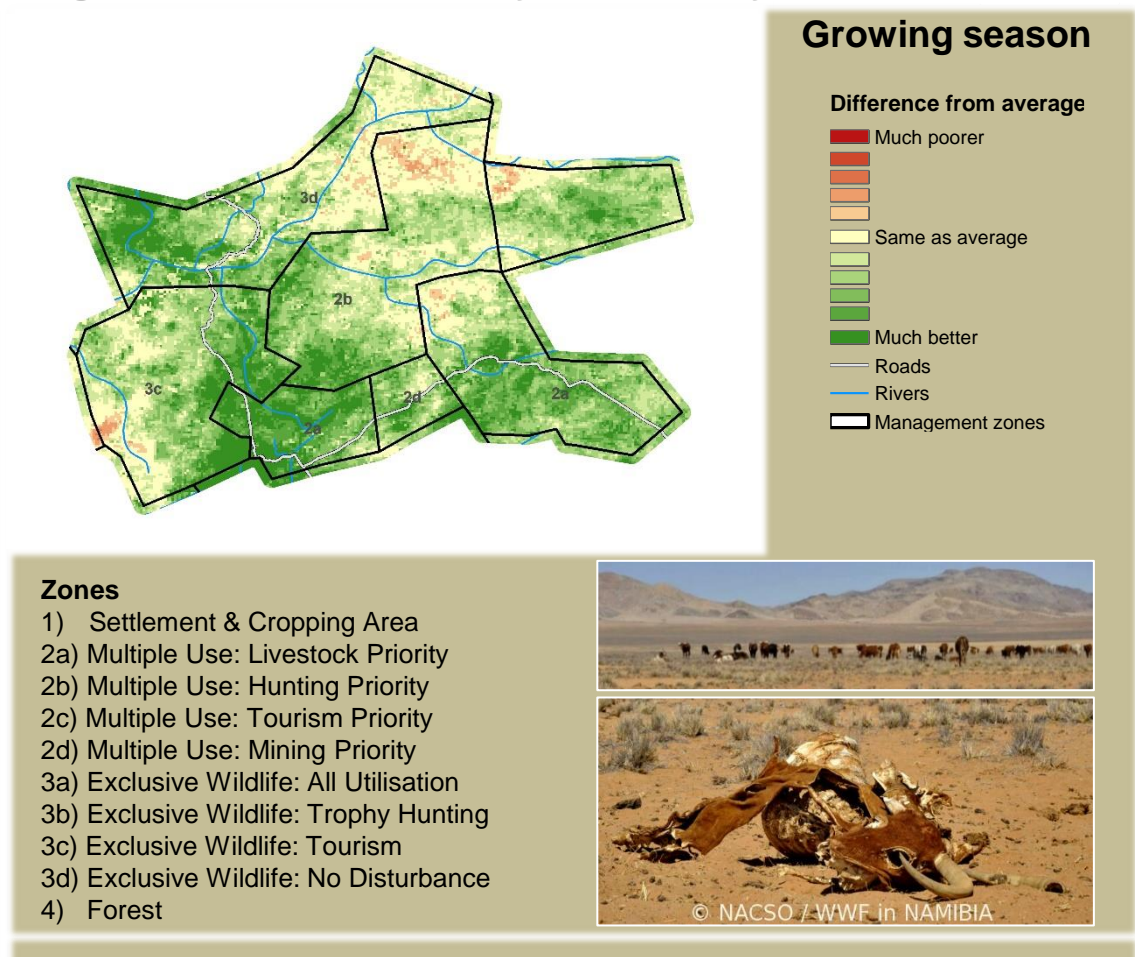 Growing season
Difference from average
Much poorer
Same as average
Much better
Roads
Rivers
Management zones
3d
2b
3c
2d
2a
2a
Zones
1) Settlement & Cropping Area
2a) Multiple Use: Livestock Priority
2b) Multiple Use: Hunting Priority
2c) Multiple Use: Tourism Priority
2d) Multiple Use: Mining Priority
3a) Exclusive Wildlife: All Utilisation
3b) Exclusive Wildlife: Trophy Hunting
3c) Exclusive Wildlife: Tourism
3d) Exclusive Wildlife: No Disturbance
4) Forest
© NACSO / WWF in NAMIBIA